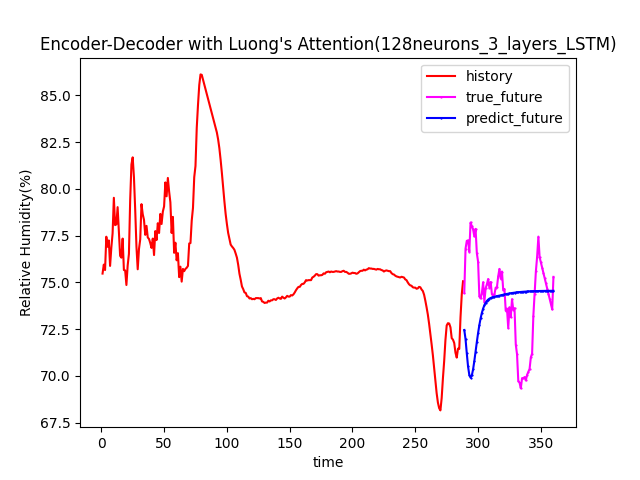 Encoder-Decoder with Luong's Attention(128neurons_3_layers_LSTM)
history
true_future
predict_future
Relative Humidity(%)
85.0
82.5
80.0
77.5
75.0
72.5
70.0
67.5
0 50 100 150 200 250 300 350
time